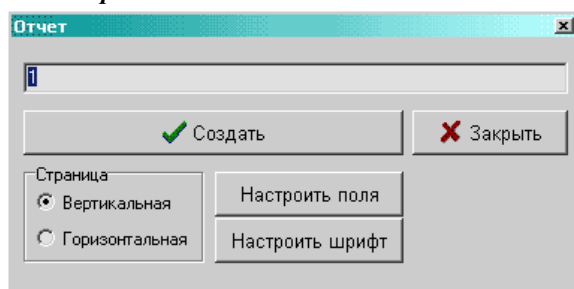 Отчет
1
Создать
Закрыть
Страница
Вертикальная
Горизонтальная
Настроить поля
Настроить шрифт